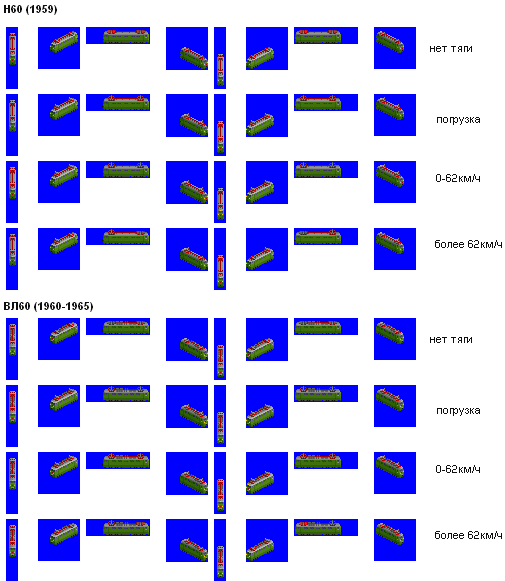 Н60 (1959)
нет тяги
погрузка
0-62км/ч
более 62км/ч
ВЛ60 (1960-1965)
нет тяги
погрузка
0-62км/ч
более 62км/ч